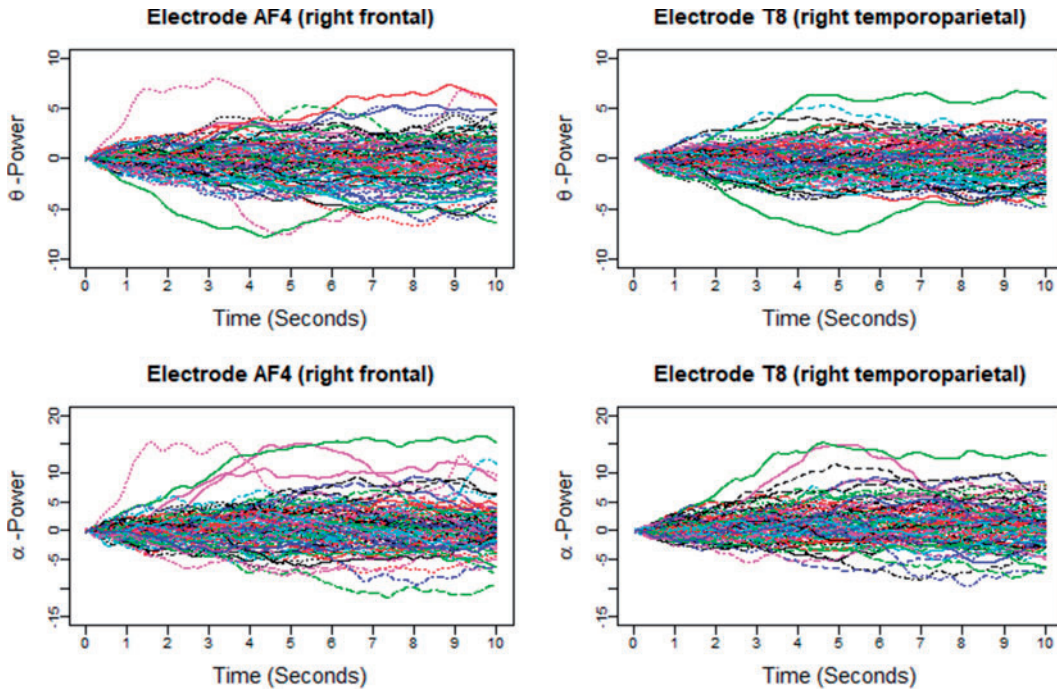 Electrode AF4 (right frontal)
Electrode T8 (right temporoparietal)
θ -Power
10
5
0
-5
-10
0 1 2 3 4 5 6 7 8 9 10
Time (Seconds)
θ -Power
10
5
0
-5
-10
0 1 2 3 4 5 6 7 8 9 10
Time (Seconds)
Electrode AF4 (right frontal)
Electrode T8 (right temporoparietal)
α -Power
20
10
5
0
-5
-15
0 1 2 3 4 5 6 7 8 9 10
Time (Seconds)
α -Power
20
10
5
0
-5
-15
0 1 2 3 4 5 6 7 8 9 10
Time (Seconds)